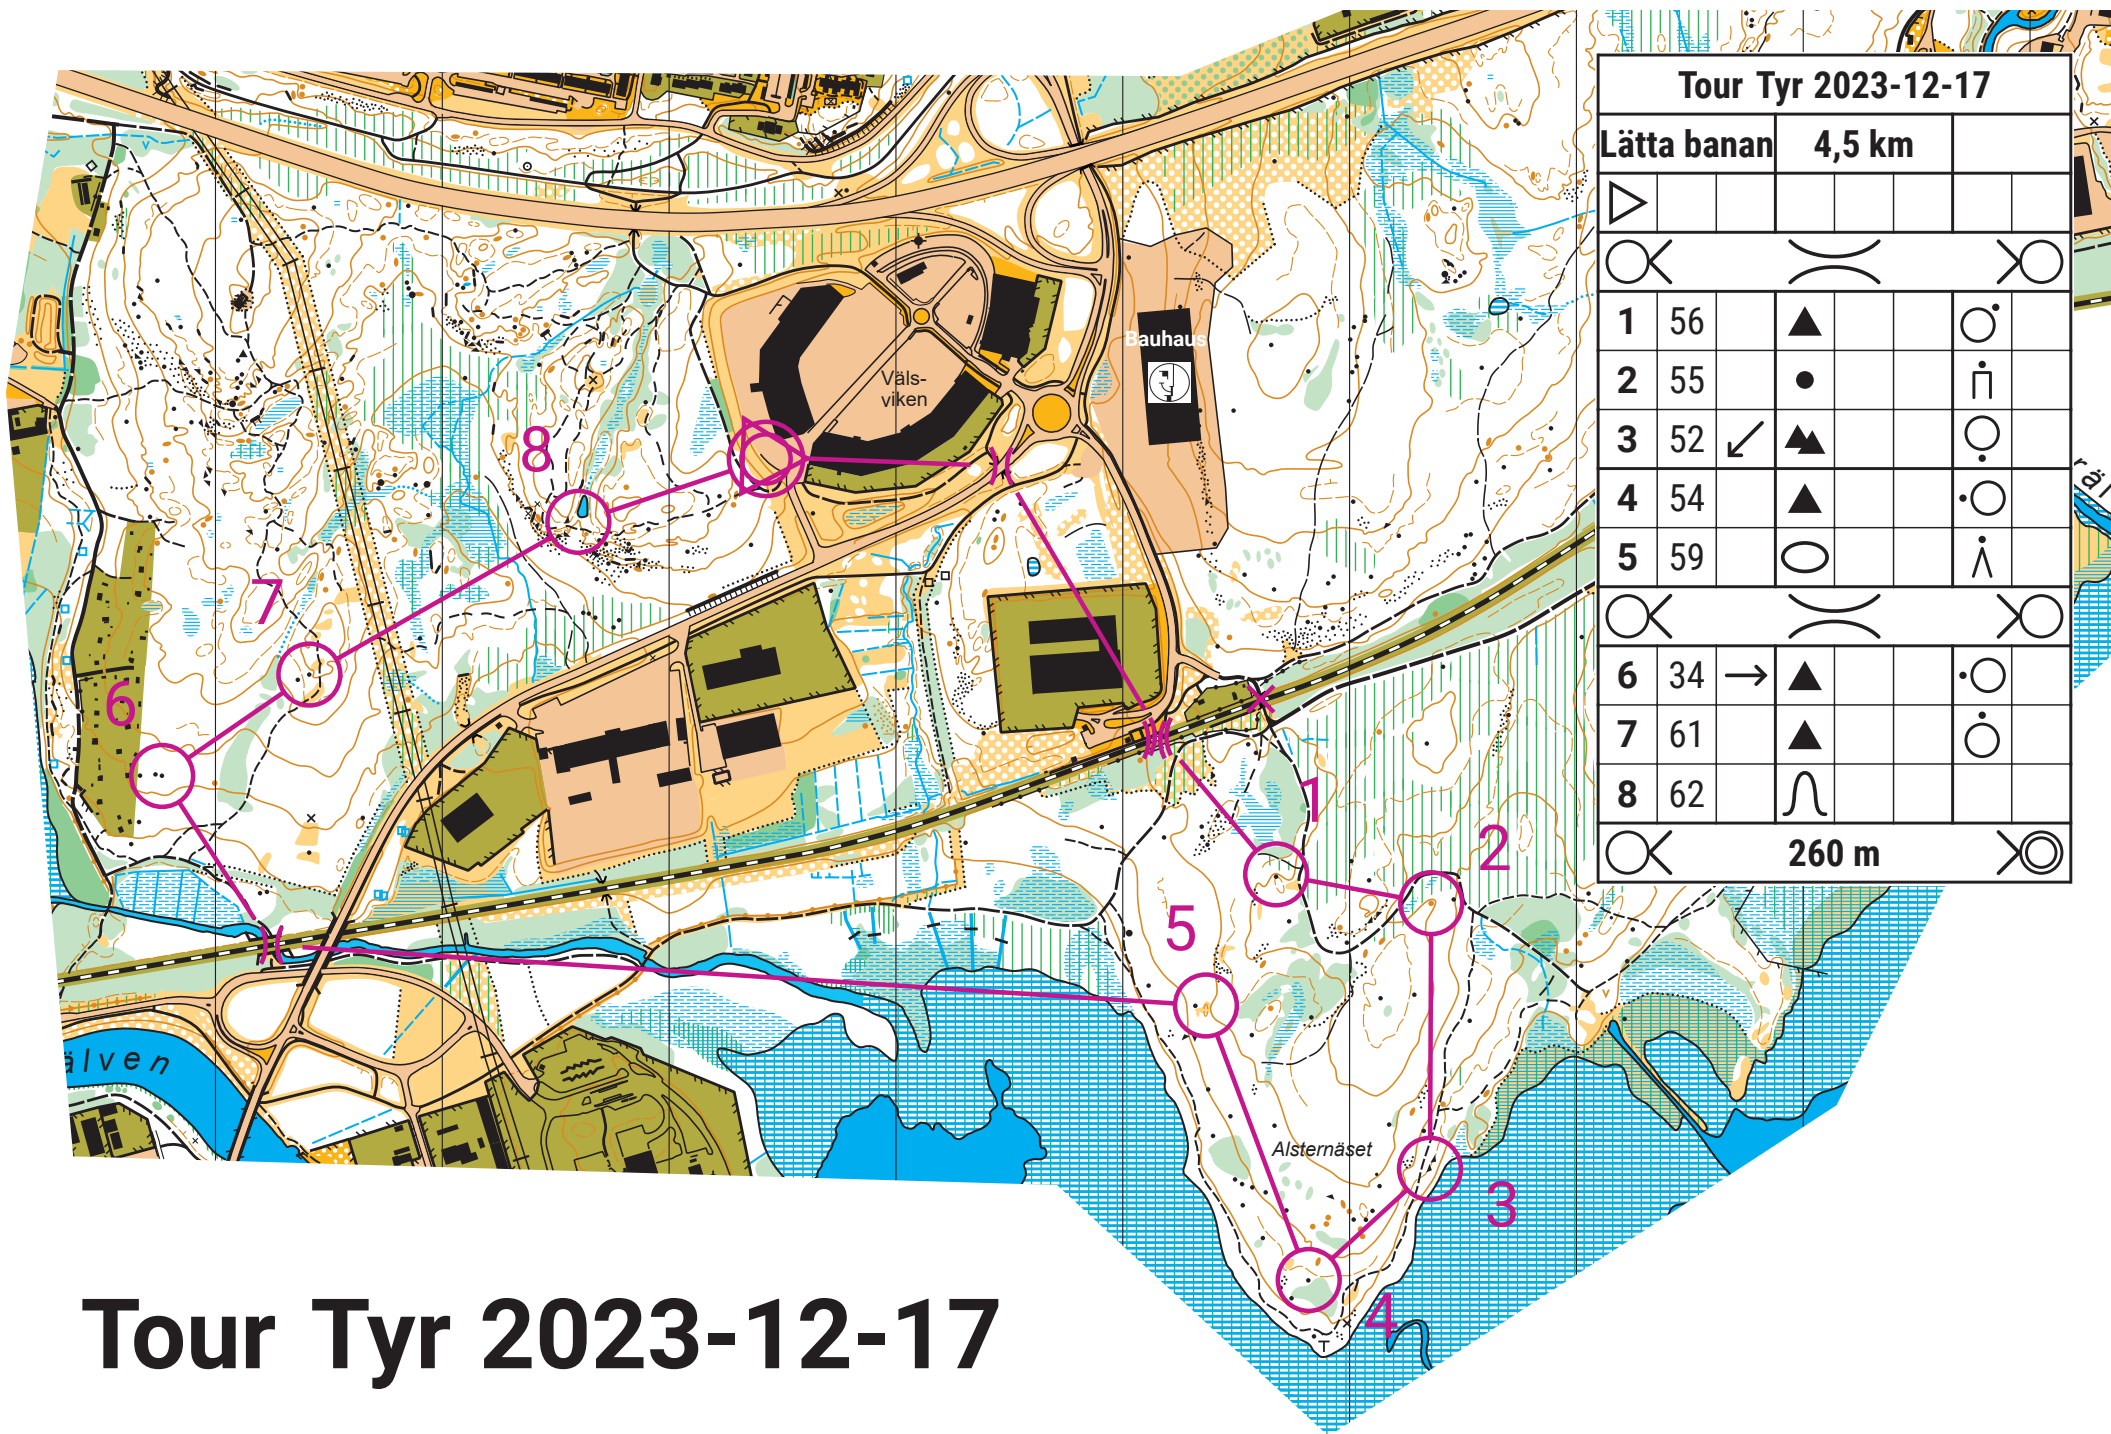 Tour Tyr 2023-12-17
Lätta banan 4,5 km
1 56
2 55
3 52
4 54
5 59
6 34
7 61
8 62
260 m
Bauhaus
Väls-
viken
8
7
6
1
2
5
3
4
Alsternäset
älven
Tour Tyr 2023-12-17